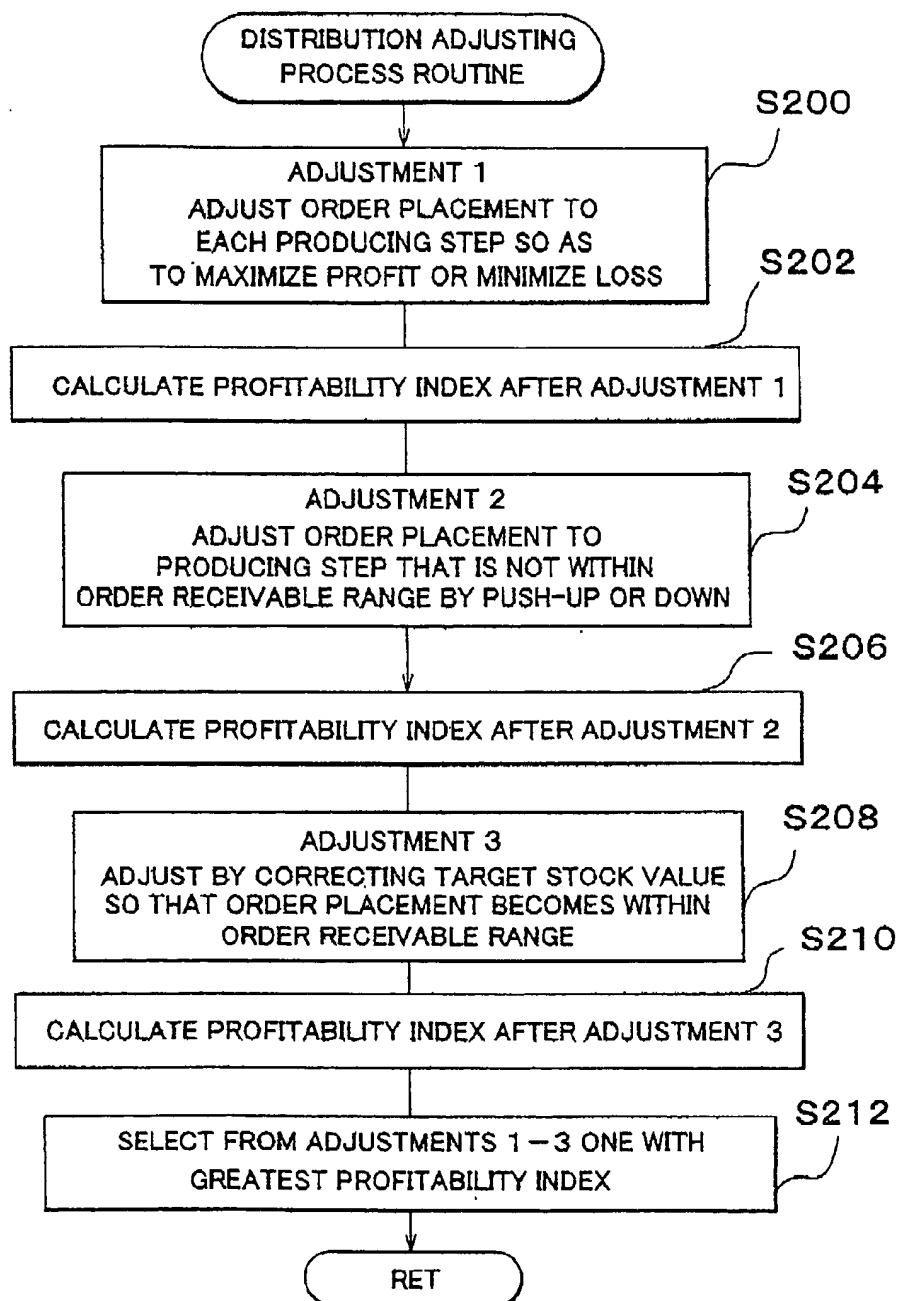 DISTRIBUTION ADJUSTING
PROCESS ROUTINE
S200
ADJUSTMENT 1
ADJUST ORDER PLACEMENT TO
EACH PRODUCING STEP SO AS
TO MAXIMIZE PROFIT OR MINIMIZE LOSS
S202
CALCULATE PROFITABILITY INDEX AFTER ADJUSTMENT 1
S204
ADJUSTMENT 2
ADJUST ORDER PLACEMENT TO
PRODUCING STEP THAT IS NOT WITHIN
ORDER RECEIVABLE RANGE BY PUSH-UP OR DOWN
S206
CALCULATE PROFITABILITY INDEX AFTER ADJUSTMENT 2
S208
ADJUSTMENT 3
ADJUST BY CORRECTING TARGET STOCK VALUE
SO THAT ORDER PLACEMENT BECOMES WITHIN
ORDER RECEIVABLE RANGE
S210
CALCULATE PROFITABILITY INDEX AFTER ADJUSTMENT 3
S212
SELECT FROM ADJUSTMENTS 1-3 ONE WITH
GREATEST PROFITABILITY INDEX
RET